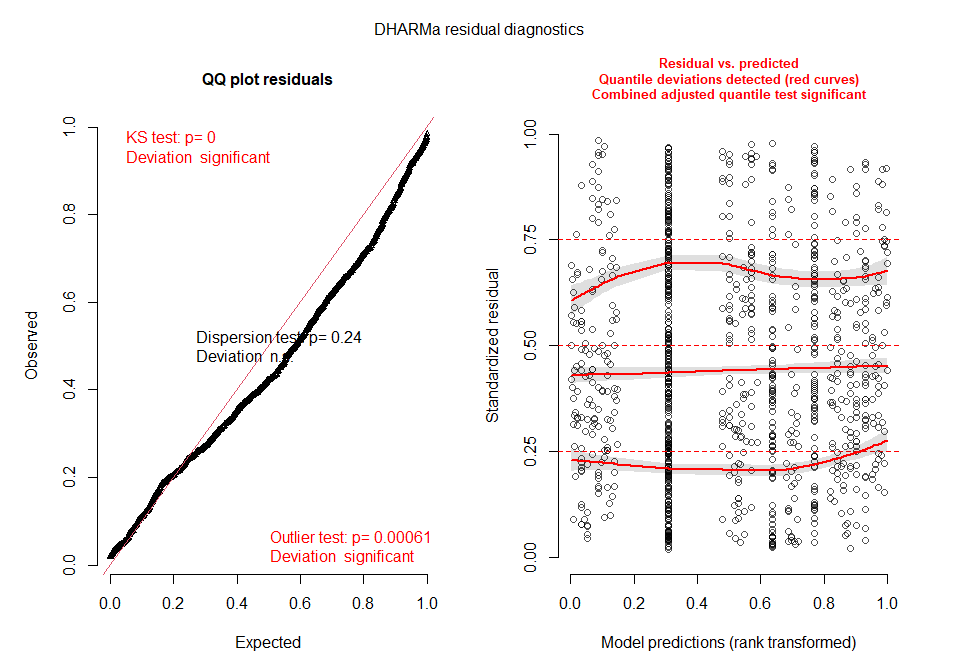 DHARMa residual diagnostics
QQ plot residuals
KS test: p= 0
Deviation significant
Dispersion test: p= 0.24
Deviation n.s.
Outlier test: p= 0.00061
Deviation significant
Observed
0.0
0.2
0.4
0.6
0.8
1.0
0.0
0.2
0.4
0.6
0.8
1.0
Expected
Residual vs. predicted
Quantile deviations detected (red curves)
Combined adjusted quantile test significant
Standardized residual
0.00
0.25
0.50
0.75
1.00
0.0
0.2
0.4
0.6
0.8
1.0
Model predictions (rank transformed)